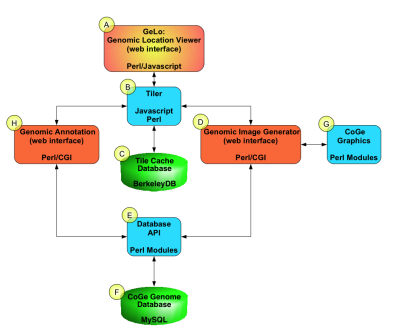 A
GeLo:
Genomic Location Viewer
(web interface)
Perl/Javascript
B
Tiler
Javascript
Perl
H
Genomic Annotation
(web interface)
Perl/CGI
D
Genomic Image Generator
(web interface)
Perl/CGI
G
CoGe
Graphics
Perl Modules
C
Tile Cache
Database
BerkeleyDB
E
Database
API
Perl Modules
F
CoGe Genome
Database
MySQL